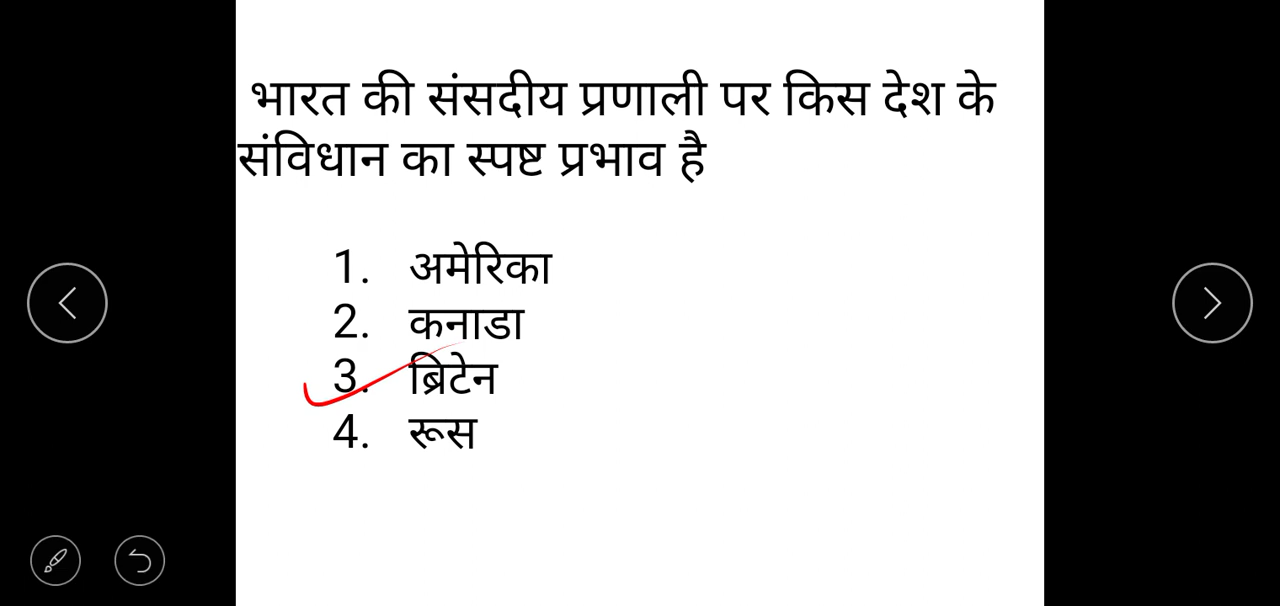 भारत की संसदीय प्रणाली पर किस देश के
संविधान का स्पष्ट प्रभाव है
1. अमेरिका
2. कनाडा
3. ब्रिटेन
4. रूस